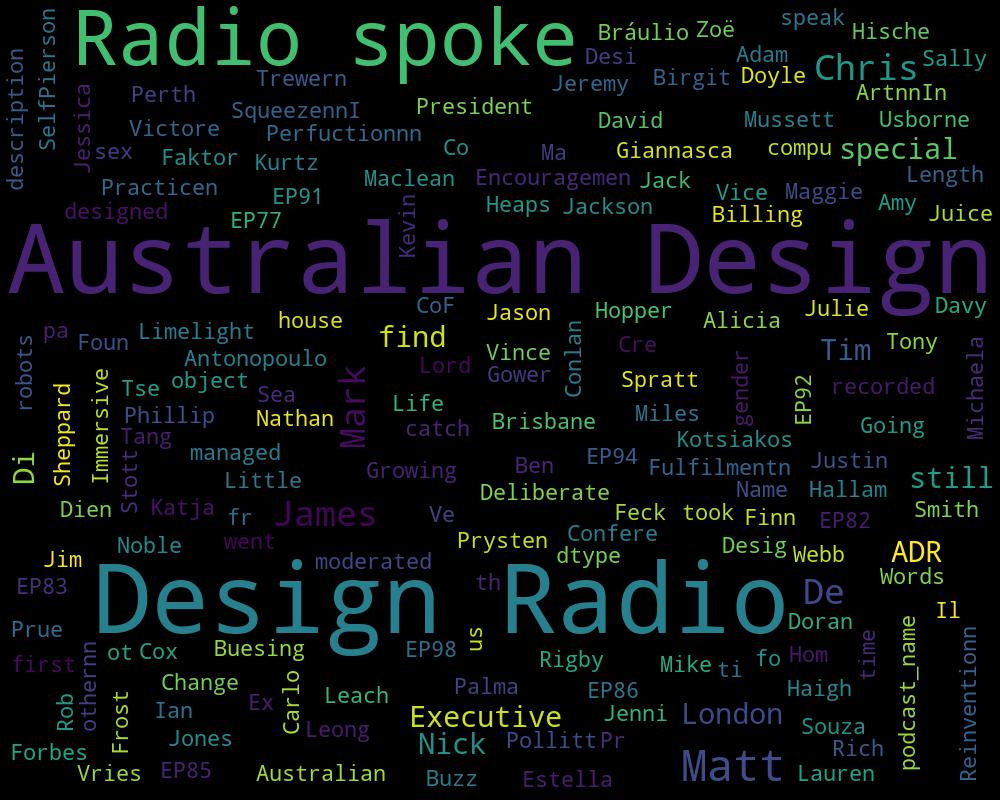 Radio spoke
Bráulio Zoë speak Hische
Desi Adam Chris Sally
description SelfPierson Trewern Jeremy Birgit Doyle ArtnnIn
Jessica Perth SqueezennI President David Mussett Usborne
Victore Perfuctionnn
sex Faktor Kurtz Co Ma Giannasca compu special
Practicen EP91 Maclean Encouragemen Jack Vice Maggie Length
designed EP77 Kevin Heaps Jackson Billing Amy Juice
Australian Design
CoF Jason Hopper Alicia Julie Davy
pa Foun Limelight house find Vince Conlan Cre Tim Tony
robots Antonopoulo Lord Gower Spratt gender Michaela
Tse object Sea Mark EP92 recorded
Sheppard Immersive Phillip Nathan Life Brisbane Miles Going
Tang catch Kotsiakos
Di Stott managed Growing Ben EP94 Fulfilmentn Justin
Little Deliberate Name Hallam still
Dien Katja fr James Ve Feck took Finn EP82 Smith
Noble went Prysten Confere Desig
Jim moderated dtype Webb ADR
EP83 Design Radio th De Words
Prue Doran Il
first othernn ot Cox Buesing EP98 us Rigby Mike ti fo Hom time podcast_name Reinventionn
Rob Frost Change Ex Carlo Leach Palma EP86 Haigh
Ian Leong Executive Jenni London Souza
Forbes Jones Nick Pollitt Pr Rich
Vries EP85 Australian Buzz Estella Matt Lauren